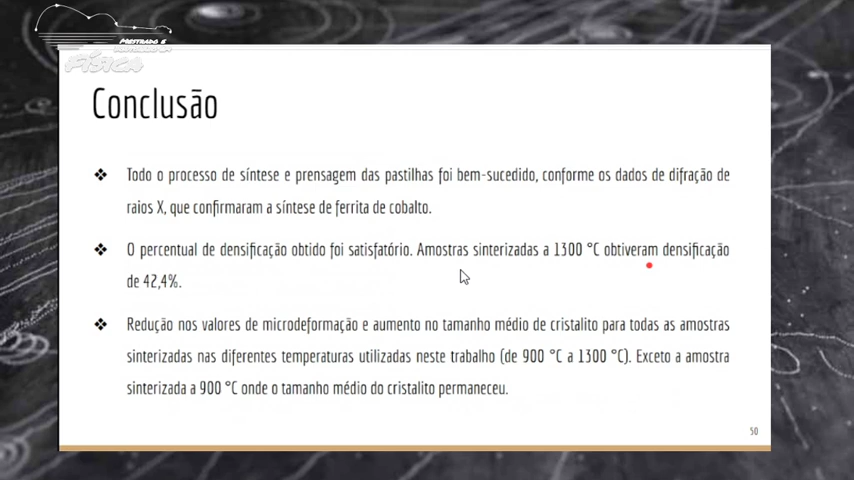 MESTRADO E
FÍSICA
Conclusão
❖ Todo o processo de síntese e prensagem das pastilhas foi bem-sucedido, conforme os dados de difração de
raios X, que confirmaram a síntese de ferrita de cobalto.
❖ O percentual de densificação obtido foi satisfatório. Amostras sinterizadas a 1300 °C obtiveram densificação
de 42,4%.
❖ Redução nos valores de microdeformação e aumento no tamanho médio de cristalito para todas as amostras
sinterizadas nas diferentes temperaturas utilizadas neste trabalho (de 900 °C a 1300 °C). Exceto a amostra
sinterizada a 900 °C onde o tamanho médio do cristalito permaneceu.
50